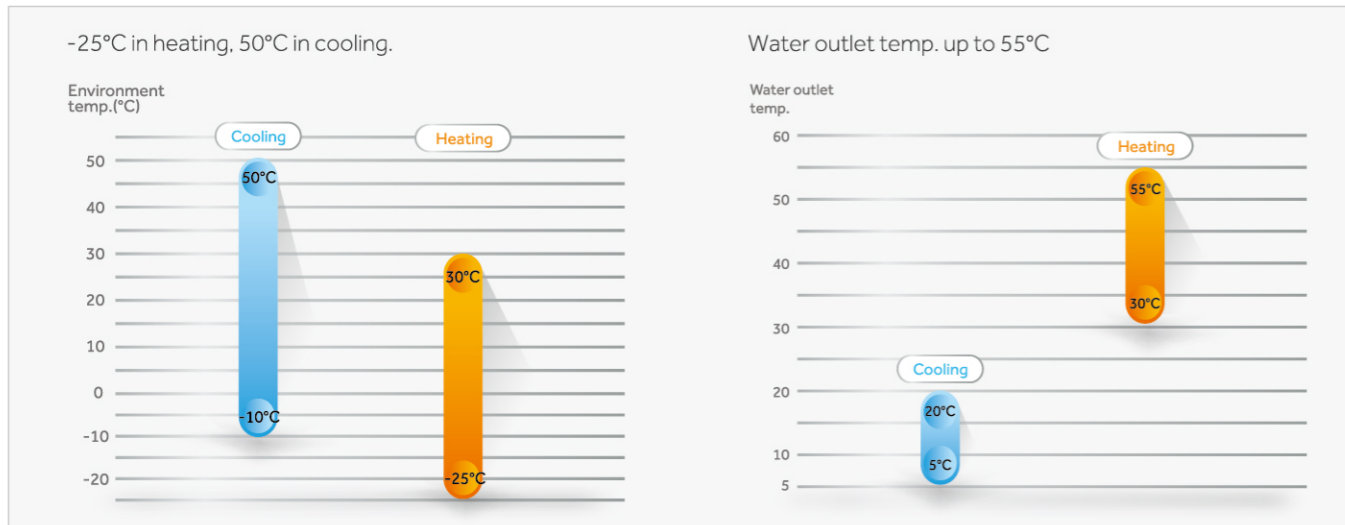 -25°C in heating, 50°C in cooling.
Environment
temp.(°C)
Cooling
Heating
50
40
30
20
10
0
-10
-20
50°C
-10°C
30°C
-25°C
Water outlet temp. up to 55°C
Water outlet
temp.
60
50
40
30
20
10
5
Heating
55°C
30°C
Cooling
20°C
5°C